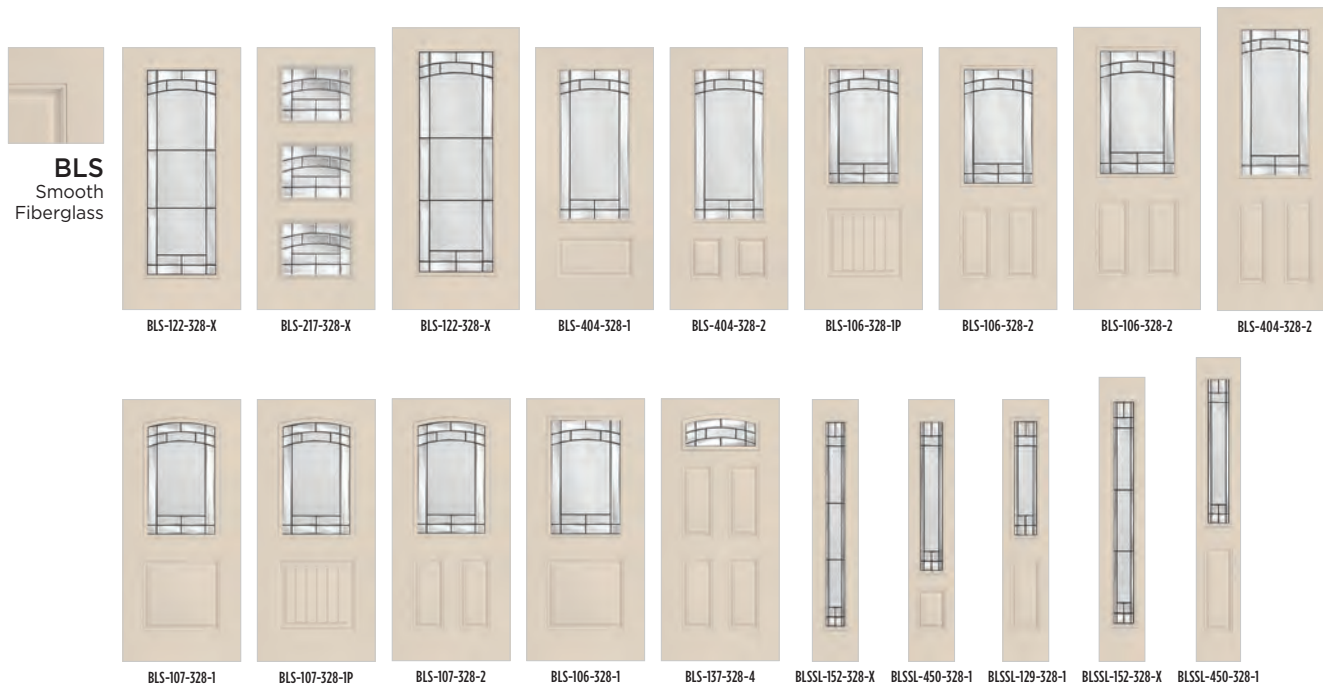 BLS
Smooth
Fiberglass
BLS-122-328-X
BLS-217-328-X
BLS-122-328-X
BLS-404-328-1
BLS-404-328-2
BLS-106-328-1P
BLS-106-328-2
BLS-106-328-2
BLS-404-328-2
BLS-107-328-1
BLS-107-328-1P
BLS-107-328-2
BLS-106-328-1
BLS-137-328-4
BLSSL-152-328-X
BLSSL-450-328-1
BLSSL-129-328-1
BLSSL-152-328-X
BLSSL-450-328-1